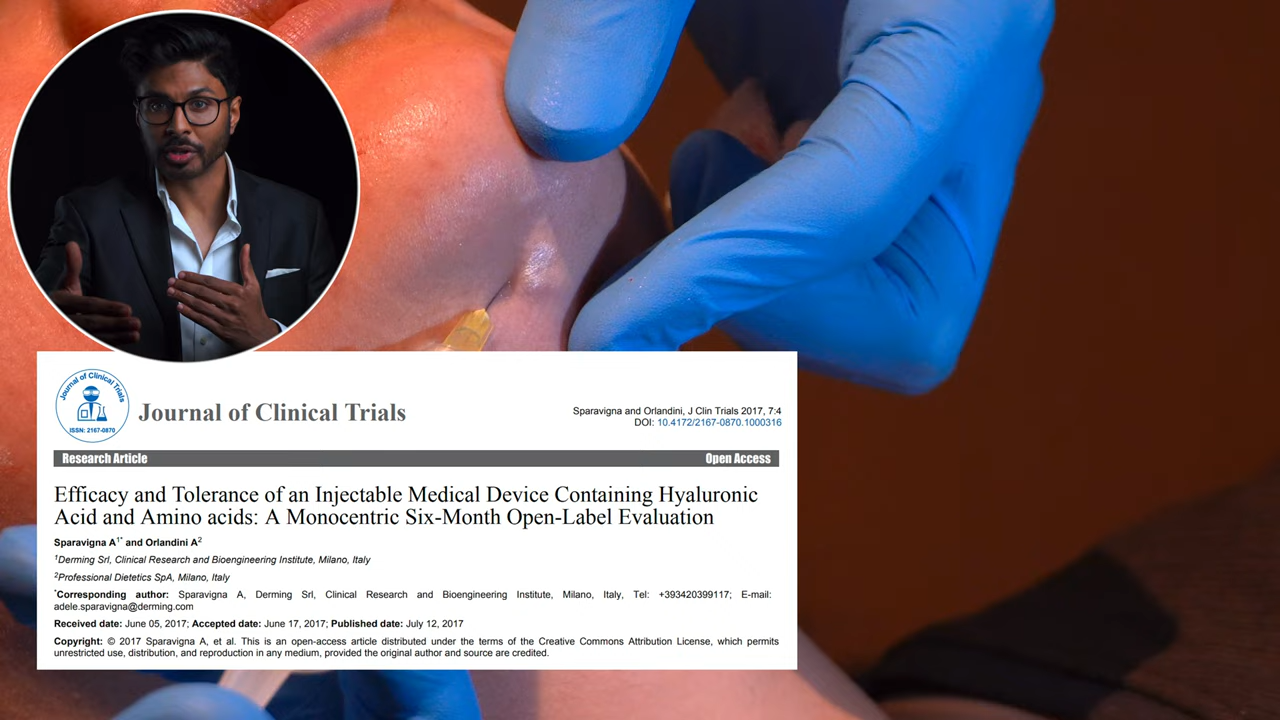 Journal of Clinical Trials
ISSN: 2167-0870
Journal of Clinical Trials
Sparavigna and Orlandini, J Clin Trials 2017, 7:4
DOI: 10.4172/2167-0870.1000316
Research Article
Open Access
Efficacy and Tolerance of an Injectable Medical Device Containing Hyaluronic
Acid and Amino acids: A Monocentric Six-Month Open-Label Evaluation
Sparavigna A1* and Orlandini A2
1Derming Srl, Clinical Research and Bioengineering Institute, Milano, Italy
2Professional Dietetics SpA, Milano, Italy
*Corresponding author: Sparavigna A, Derming Srl, Clinical Research and Bioengineering Institute, Milano, Italy, Tel: +393420399117; E-mail:
adele.sparavigna@derming.com
Received date: June 05, 2017; Accepted date: June 17, 2017; Published date: July 12, 2017
Copyright: © 2017 Sparavigna A, et al. This is an open-access article distributed under the terms of the Creative Commons Attribution License, which permits
unrestricted use, distribution, and reproduction in any medium, provided the original author and source are credited.